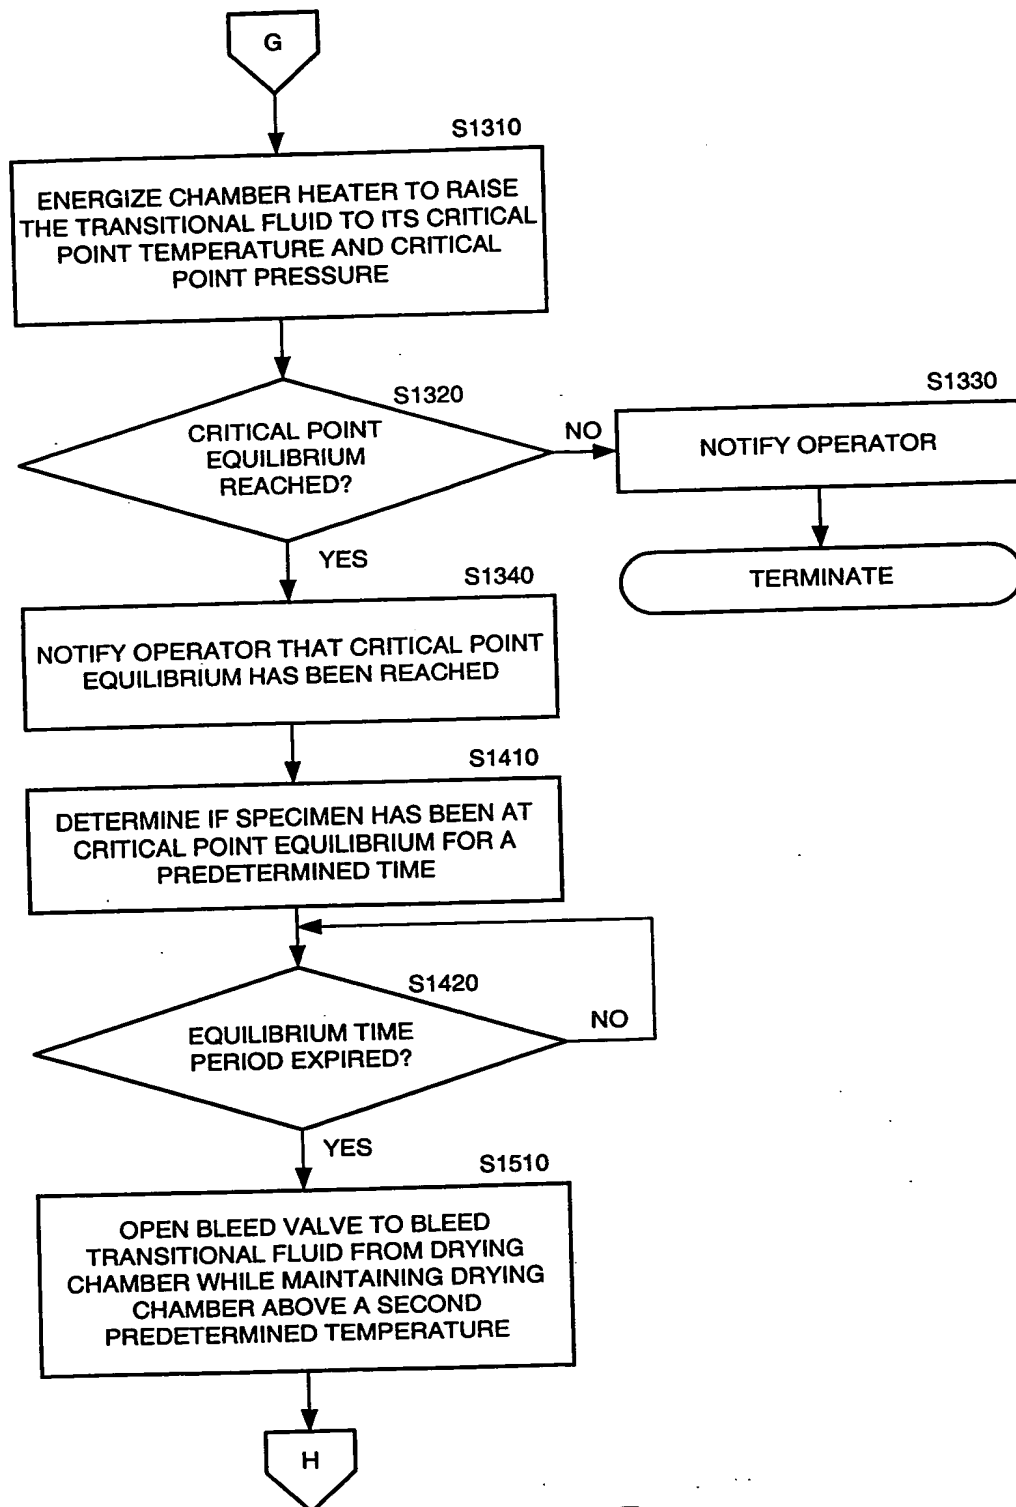 G
S1310
ENERGIZE CHAMBER HEATER TO RAISE
THE TRANSITIONAL FLUID TO ITS CRITICAL
POINT TEMPERATURE AND CRITICAL
POINT PRESSURE
S1320
CRITICAL POINT
EQUILIBRIUM
REACHED?
NO
S1330
NOTIFY OPERATOR
TERMINATE
YES
S1340
NOTIFY OPERATOR THAT CRITICAL POINT
EQUILIBRIUM HAS BEEN REACHED
S1410
DETERMINE IF SPECIMEN HAS BEEN AT
CRITICAL POINT EQUILIBRIUM FOR A
PREDETERMINED TIME
S1420
EQUILIBRIUM TIME
PERIOD EXPIRED?
NO
YES
S1510
OPEN BLEED VALVE TO BLEED
TRANSITIONAL FLUID FROM DRYING
CHAMBER WHILE MAINTAINING DRYING
CHAMBER ABOVE A SECOND
PREDETERMINED TEMPERATURE
H